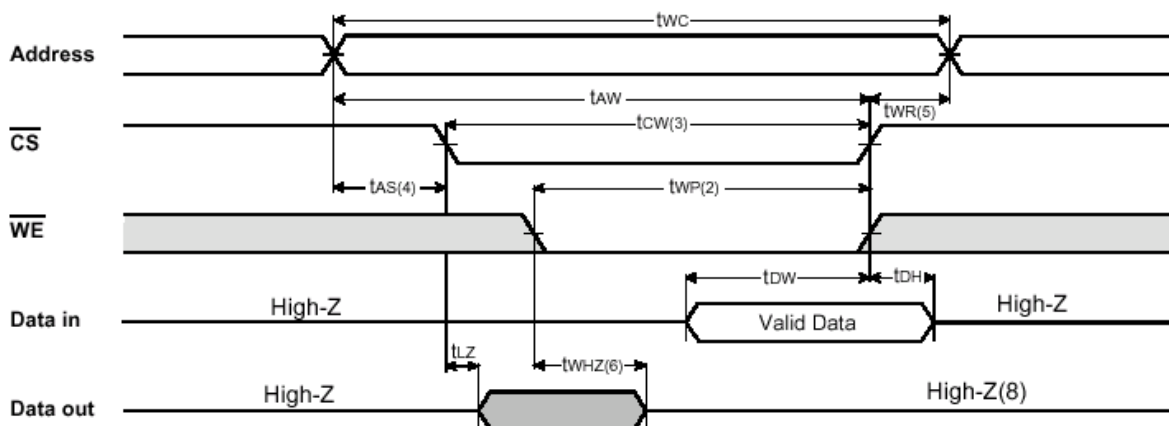 tWC
Address
tAW
tWR(5)
tCW(3)
CS
tAS(4)
tWP(2)
WE
tDW
tDH
High-Z
High-Z
Data in
Valid Data
tLZ
tWHZ(6)
High-Z
High-Z(8)
Data out